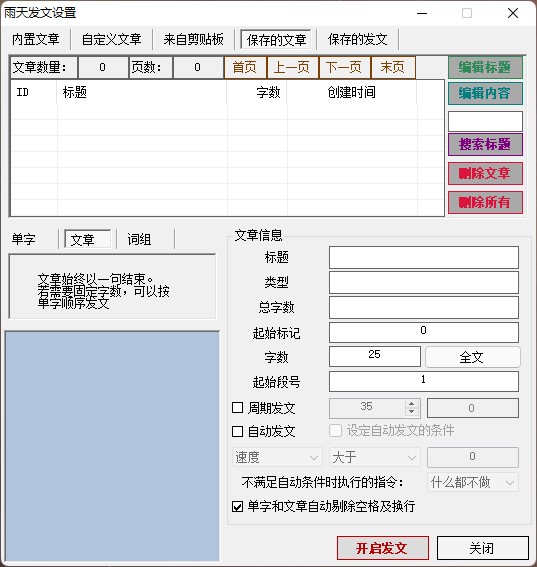 雨天发文设置
内置文章 自定义文章 来自剪贴板 保存的文章 保存的发文
文章数量： 0 页数： 0 首页 上一页 下一页 末页 编辑标题
ID 标题 字数 创建时间 编辑内容
搜索标题
删除文章
删除所有
单字 文章 词组
文章始终以一句结束。
若需要固定字数，可以按
单字顺序发文
文章信息
标题
类型
总字数
起始标记 0
字数 25 全文
起始段号 1
周期发文 35 0
自动发文 设定自动发文的条件
速度 大于 0
不满足自动条件时执行的指令： 什么都不做
单字和文章自动剔除空格及换行
开启发文 关闭